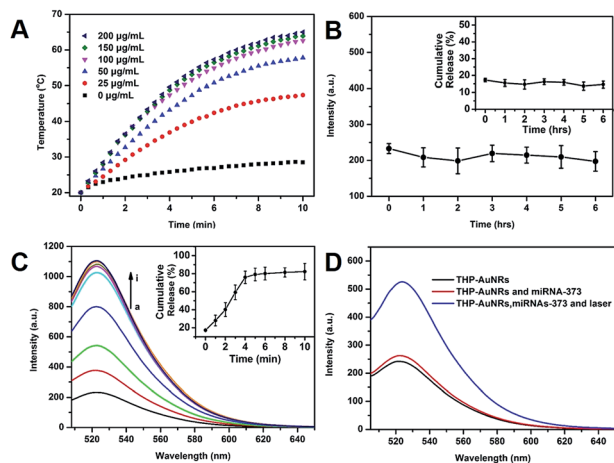 A
200 µg/mL
150 µg/mL
100 µg/mL
50 µg/mL
25 µg/mL
0 µg/mL
Temperature (°C)
60
50
40
30
20
0 2 4 6 8 10
Time (min)
B
Intensity (a.u.)
600
500
400
300
200
100
0
0 1 2 3 4 5 6
Time (hrs)
Cumulative
Release (%)
50
40
30
20
10
0
0 1 2 3 4 5 6
Time (hrs)
C
Intensity (a.u.)
1200
1000
800
600
400
200
0
520 540 560 580 600 620 640
Wavelength (nm)
i
a
Cumulative
Release (%)
100
80
60
40
20
0 2 4 6 8 10
Time (min)
D
THP-AuNRs
THP-AuNRs and miRNA-373
THP-AuNRs,miRNAs-373 and laser
Intensity (a.u.)
600
500
400
300
200
100
0
520 540 560 580 600 620 640
Wavelength (nm)